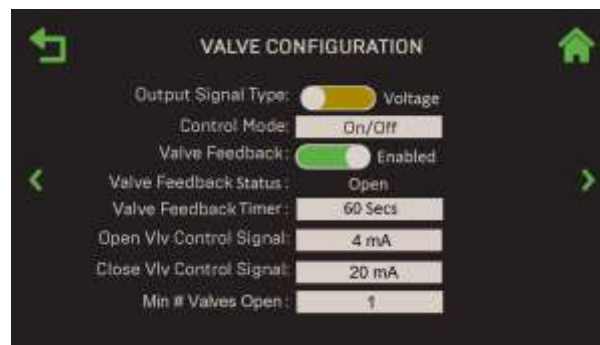 VALVE CONFIGURATION
Output Signal Type: Voltage
Control Mode: On/Off
Valve Feedback: Enabled
Valve Feedback Status: Open
Valve Feedback Timer: 60 Secs
Open Vlv Control Signal: 4 mA
Close Vlv Control Signal: 20 mA
Min # Valves Open: 1